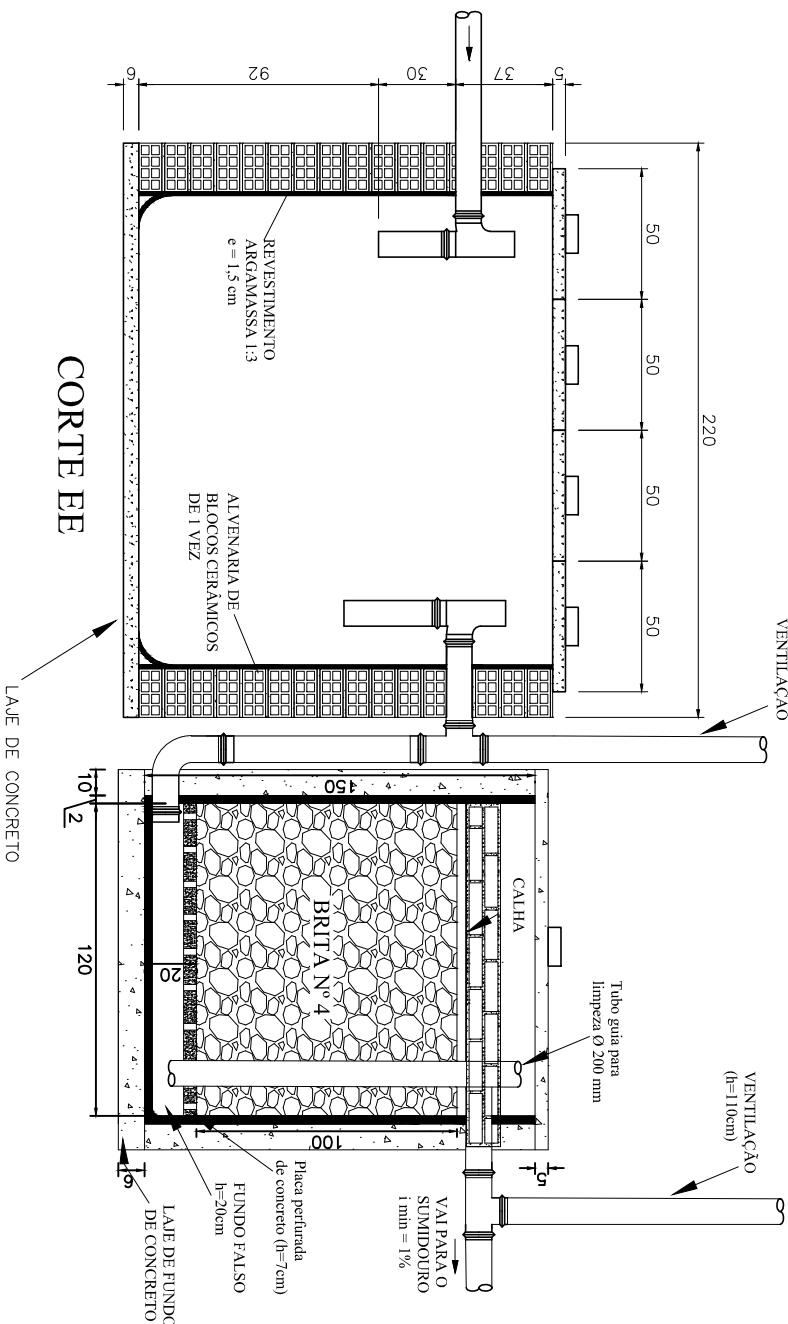 VENTILAÇAO
VENTILAÇÃO
(h=110cm)
220
50
50
50
50
5
37
30
92
6
REVESTIMENTO
ARGAMASSA 1:3
e = 1,5 cm
ALVENARIA DE
BLOCOS CERÂMICOS
DE 1 VEZ
CORTE EE
LAJE DE CONCRETO
Tubo guia para
limpeza Ø 200 mm
CALHA
BRITA Nº 4
150
10
2
120
20
100
5
6
VAI PARA O
SUMIDOURO
i min = 1%
Placa perfurada
de concreto (h=7cm)
FUNDO FALSO
h=20cm
LAJE DE FUNDO
DE CONCRETO